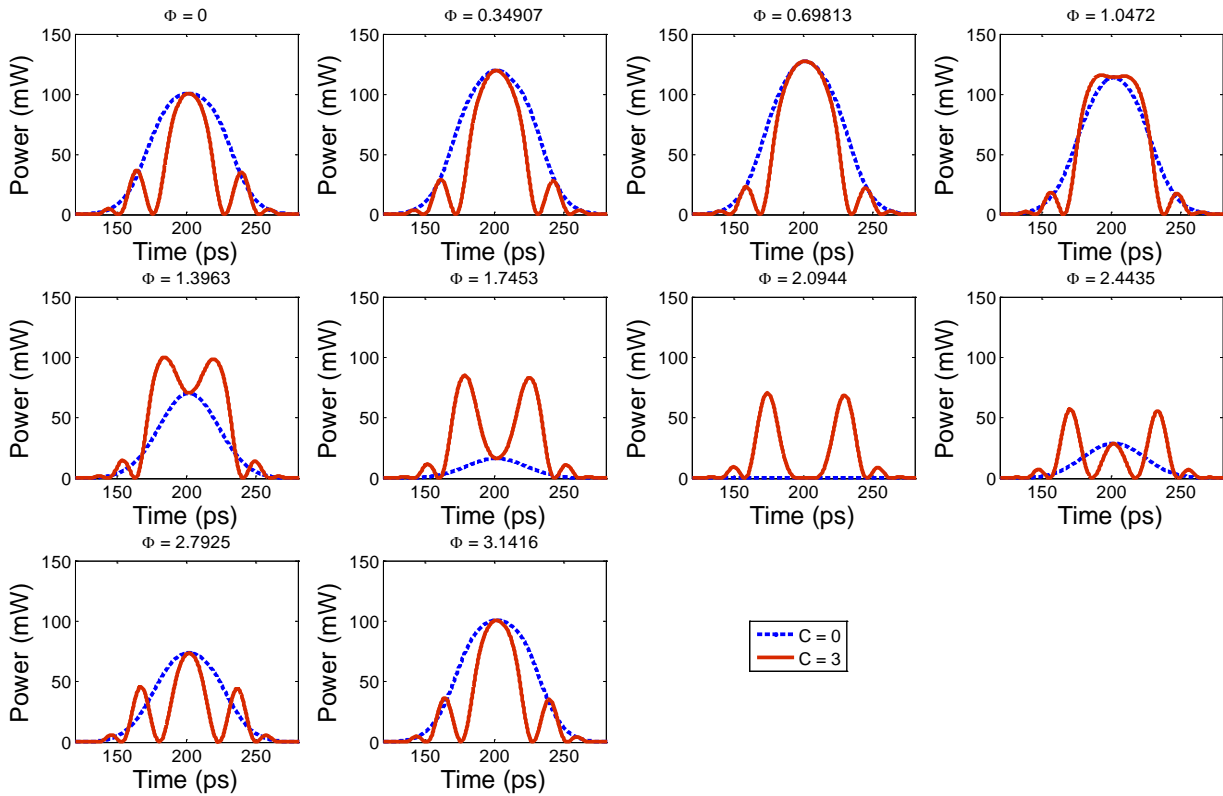 Φ = 0
Φ = 0.34907
Φ = 0.69813
Φ = 1.0472
Power (mW)
150
100
50
0
150
200
250
Time (ps)
Power (mW)
150
100
50
0
150
200
250
Time (ps)
Power (mW)
150
100
50
0
150
200
250
Time (ps)
Power (mW)
150
100
50
0
150
200
250
Time (ps)
Φ = 1.3963
Φ = 1.7453
Φ = 2.0944
Φ = 2.4435
Power (mW)
150
100
50
0
150
200
250
Time (ps)
Power (mW)
150
100
50
0
150
200
250
Time (ps)
Power (mW)
150
100
50
0
150
200
250
Time (ps)
Power (mW)
150
100
50
0
150
200
250
Time (ps)
Φ = 2.7925
Φ = 3.1416
Power (mW)
150
100
50
0
150
200
250
Time (ps)
Power (mW)
150
100
50
0
150
200
250
Time (ps)
C = 0
C = 3